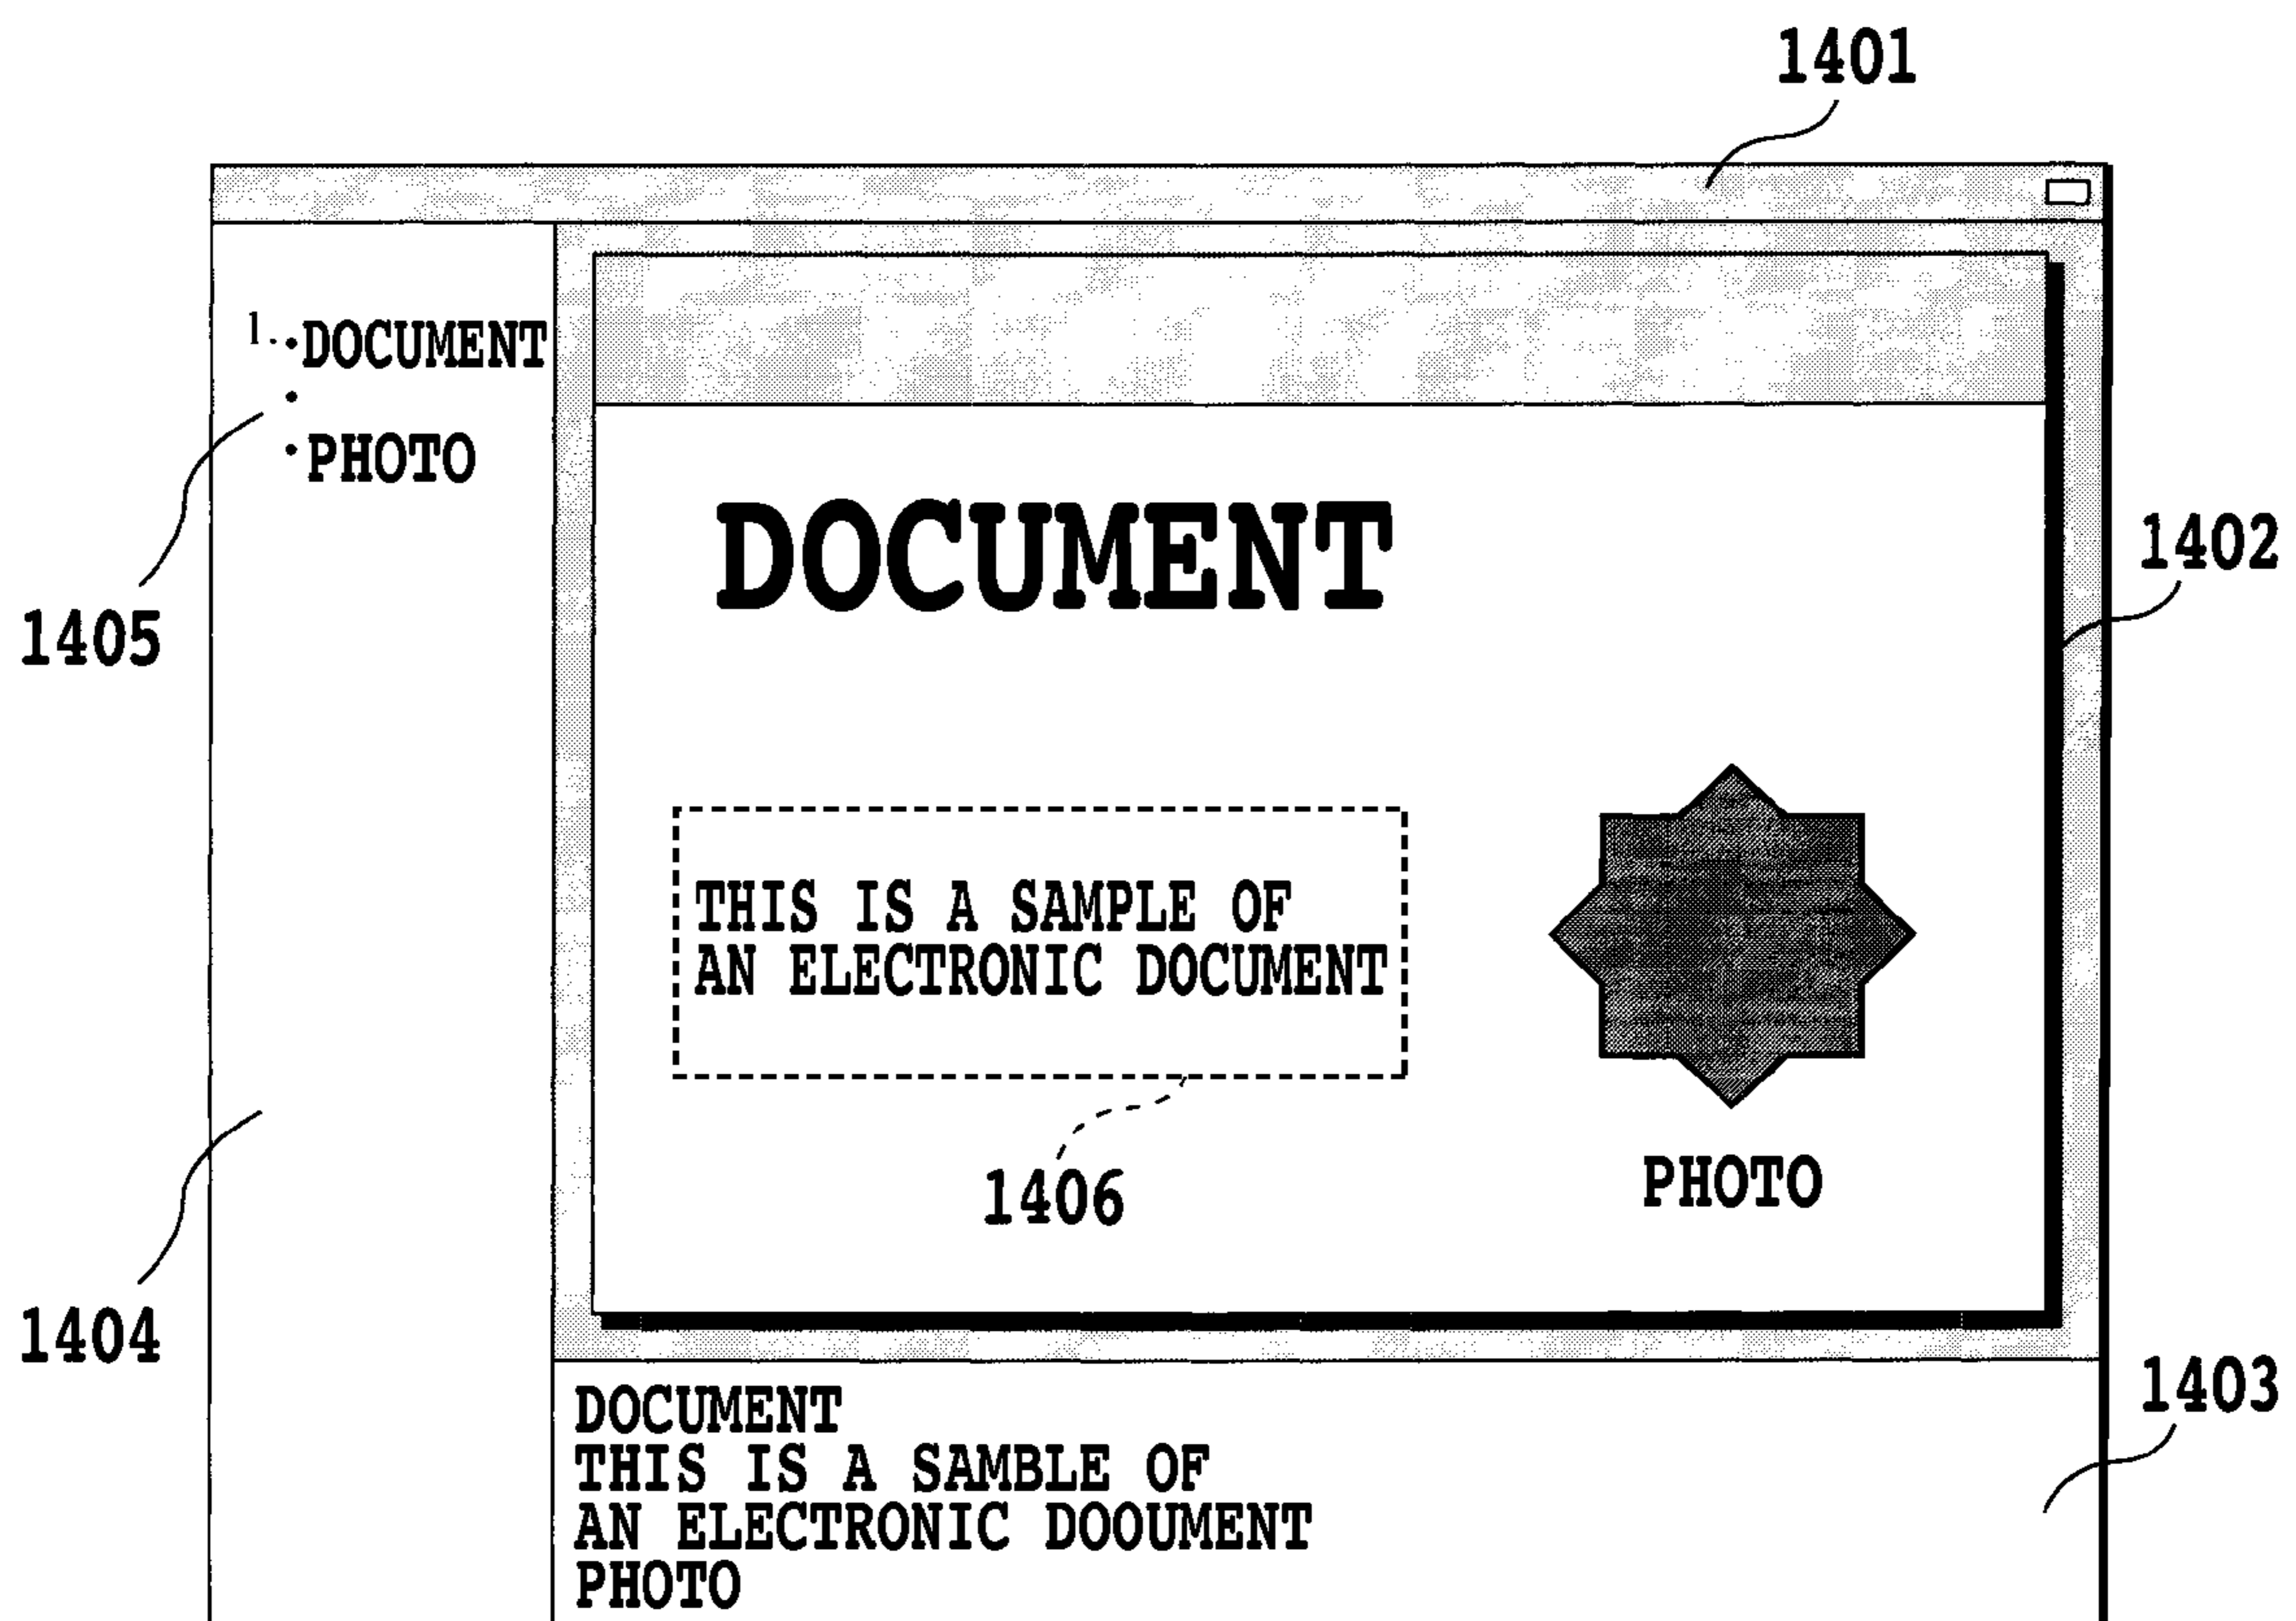 1401
1. •DOCUMENT
•
•PHOTO
DOCUMENT
1402
1405
THIS IS A SAMPLE OF
AN ELECTRONIC DOCUMENT
1406
PHOTO
1404
1403
DOCUMENT
THIS IS A SAMBLE OF
AN ELECTRONIC DOOUMENT
PHOTO